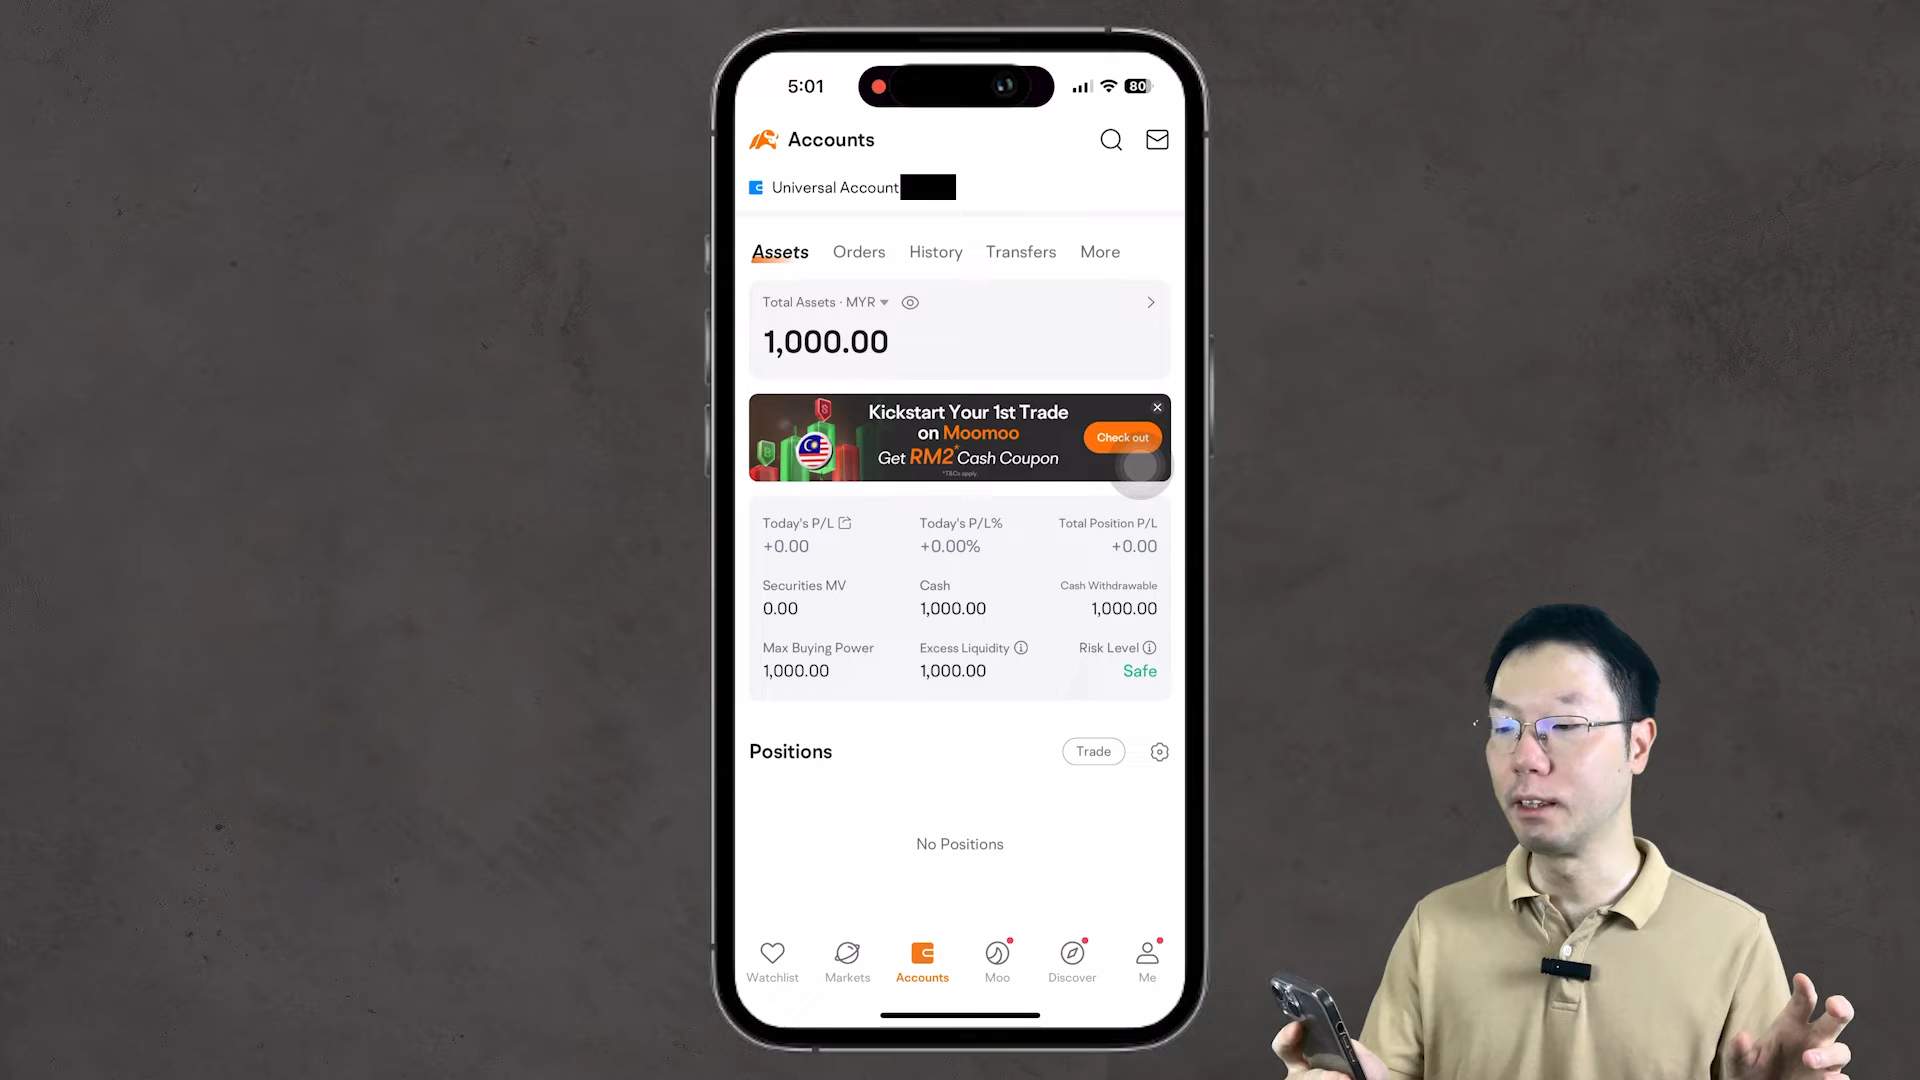 5:01
80
Accounts
Universal Account
Assets Orders History Transfers More
Total Assets · MYR
1,000.00
Kickstart Your 1st Trade
on Moomoo
Get RM2* Cash Coupon
*T&Cs apply.
Check out
Today's P/L Today's P/L% Total Position P/L
+0.00 +0.00% +0.00
Securities MV Cash Cash Withdrawable
0.00 1,000.00 1,000.00
Max Buying Power Excess Liquidity Risk Level
1,000.00 1,000.00 Safe
Positions Trade
No Positions
Watchlist Markets Accounts Moo Discover Me